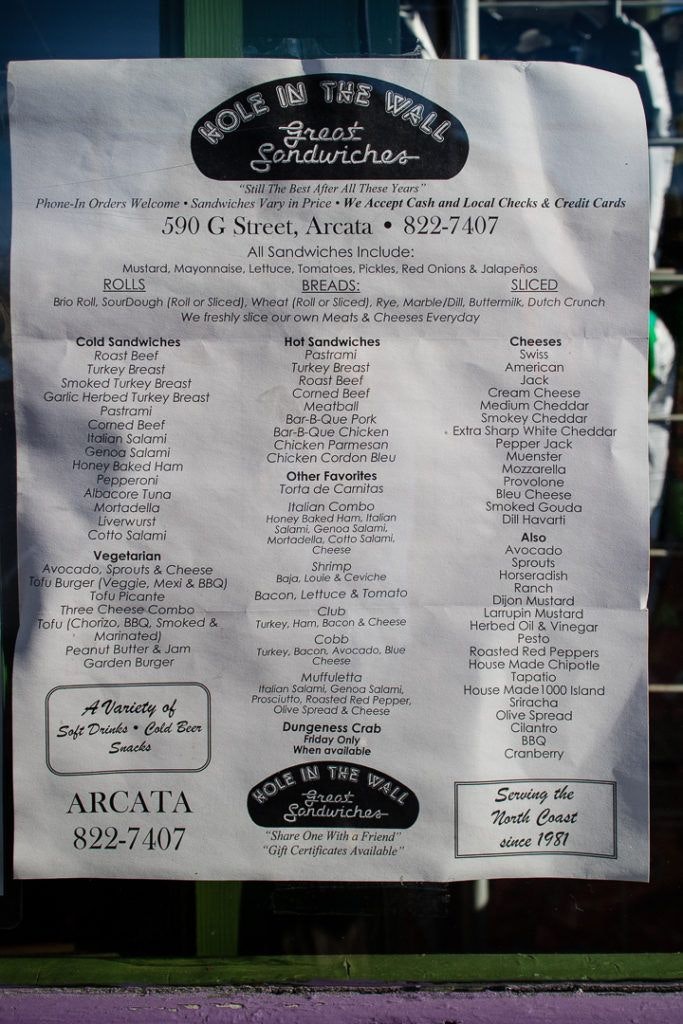 HOLE IN THE WALL
Great
Sandwiches
"Still The Best After All These Years"
Phone-In Orders Welcome • Sandwiches Vary in Price • We Accept Cash and Local Checks & Credit Cards
590 G Street, Arcata • 822-7407
All Sandwiches Include:
Mustard, Mayonnaise, Lettuce, Tomatoes, Pickles, Red Onions & Jalapeños
ROLLS BREADS: SLICED
Brio Roll, SourDough (Roll or Sliced), Wheat (Roll or Sliced), Rye, Marble/Dill, Buttermilk, Dutch Crunch
We freshly slice our own Meats & Cheeses Everyday
Cold Sandwiches
Roast Beef
Turkey Breast
Smoked Turkey Breast
Garlic Herbed Turkey Breast
Pastrami
Corned Beef
Italian Salami
Genoa Salami
Honey Baked Ham
Pepperoni
Albacore Tuna
Mortadella
Liverwurst
Cotto Salami
Vegetarian
Avocado, Sprouts & Cheese
Tofu Burger (Veggie, Mexi & BBQ)
Tofu Picante
Three Cheese Combo
Tofu (Chorizo, BBQ, Smoked &
Marinated)
Peanut Butter & Jam
Garden Burger
A Variety of
Soft Drinks • Cold Beer
Snacks
ARCATA
822-7407
Hot Sandwiches
Pastrami
Turkey Breast
Roast Beef
Corned Beef
Meatball
Bar-B-Que Pork
Bar-B-Que Chicken
Chicken Parmesan
Chicken Cordon Bleu
Other Favorites
Torta de Carnitas
Italian Combo
Honey Baked Ham, Italian
Salami, Genoa Salami,
Mortadella, Cotto Salami,
Cheese
Shrimp
Baja, Louie & Ceviche
Bacon, Lettuce & Tomato
Club
Turkey, Ham, Bacon & Cheese
Cobb
Turkey, Bacon, Avocado, Blue
Cheese
Muffuletta
Italian Salami, Genoa Salami,
Prosciutto, Roasted Red Pepper,
Olive Spread & Cheese
Dungeness Crab
Friday Only
When available
HOLE IN THE WALL
Great
Sandwiches
"Share One With a Friend"
"Gift Certificates Available"
Cheeses
Swiss
American
Jack
Cream Cheese
Medium Cheddar
Smokey Cheddar
Extra Sharp White Cheddar
Pepper Jack
Muenster
Mozzarella
Provolone
Bleu Cheese
Smoked Gouda
Dill Havarti
Also
Avocado
Sprouts
Horseradish
Ranch
Dijon Mustard
Larrupin Mustard
Herbed Oil & Vinegar
Pesto
Roasted Red Peppers
House Made Chipotle
Tapatio
House Made1000 Island
Sriracha
Olive Spread
Cilantro
BBQ
Cranberry
Serving the
North Coast
since 1981